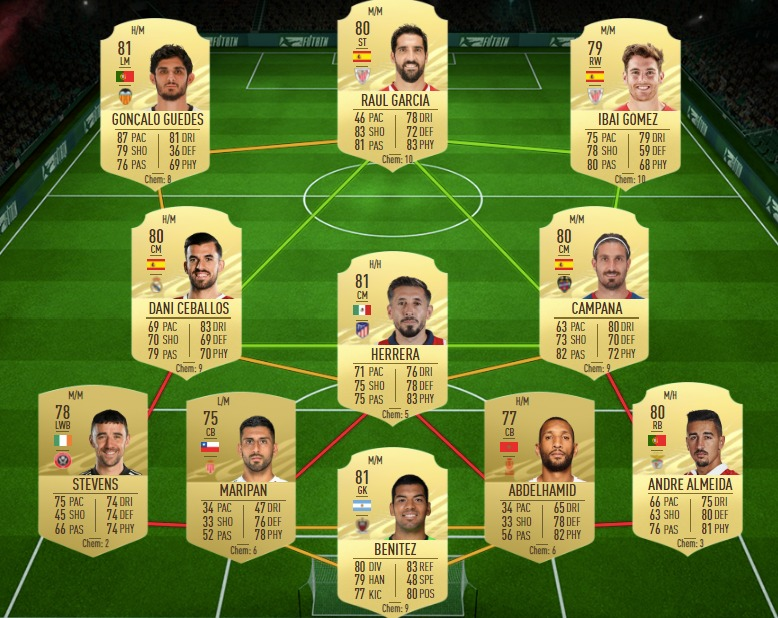 M/M
80
ST
RAUL GARCIA
46 PAC 78 DRI
83 SHO 72 DEF
81 PAS 83 PHY
Chem: 10
H/M
81
LM
GONCALO GUEDES
87 PAC 81 DRI
79 SHO 36 DEF
76 PAS 69 PHY
Chem: 8
M/M
79
RW
IBAI GOMEZ
75 PAC 79 DRI
78 SHO 59 DEF
80 PAS 68 PHY
Chem: 10
H/M
80
CM
DANI CEBALLOS
69 PAC 83 DRI
70 SHO 69 DEF
79 PAS 70 PHY
Chem: 9
H/H
81
CM
HERRERA
71 PAC 76 DRI
75 SHO 78 DEF
75 PAS 83 PHY
Chem: 5
M/M
80
CM
CAMPANA
63 PAC 80 DRI
73 SHO 70 DEF
82 PAS 72 PHY
Chem: 9
M/M
78
LWB
STEVENS
75 PAC 74 DRI
45 SHO 74 DEF
66 PAS 74 PHY
Chem: 2
L/M
75
CB
MARIPAN
34 PAC 47 DRI
33 SHO 76 DEF
52 PAS 78 PHY
Chem: 6
M/M
81
GK
BENITEZ
80 DIV 83 REF
79 HAN 48 SPE
77 KIC 80 POS
Chem: 9
M/M
77
CB
ABDELHAMID
34 PAC 65 DRI
33 SHO 78 DEF
56 PAS 82 PHY
Chem: 6
M/H
80
RB
ANDRE ALMEIDA
66 PAC 75 DRI
63 SHO 80 DEF
76 PAS 81 PHY
Chem: 3
FUTBIN